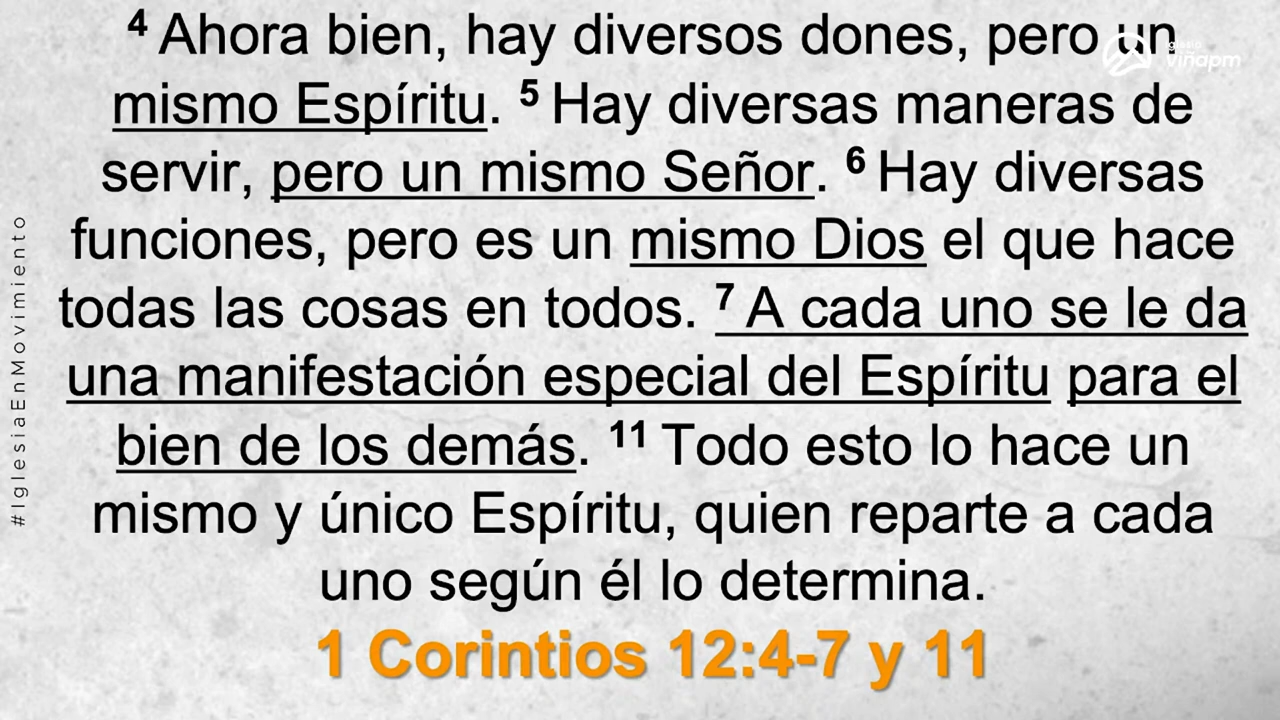 ⁴ Ahora bien, hay diversos dones, pero un
mismo Espíritu. ⁵ Hay diversas maneras de
servir, pero un mismo Señor. ⁶ Hay diversas
funciones, pero es un mismo Dios el que hace
todas las cosas en todos. ⁷ A cada uno se le da
una manifestación especial del Espíritu para el
bien de los demás. ¹¹ Todo esto lo hace un
mismo y único Espíritu, quien reparte a cada
uno según él lo determina.
1 Corintios 12:4-7 y 11
#IglesiaEnMovimiento
Iglesia
Viñapm